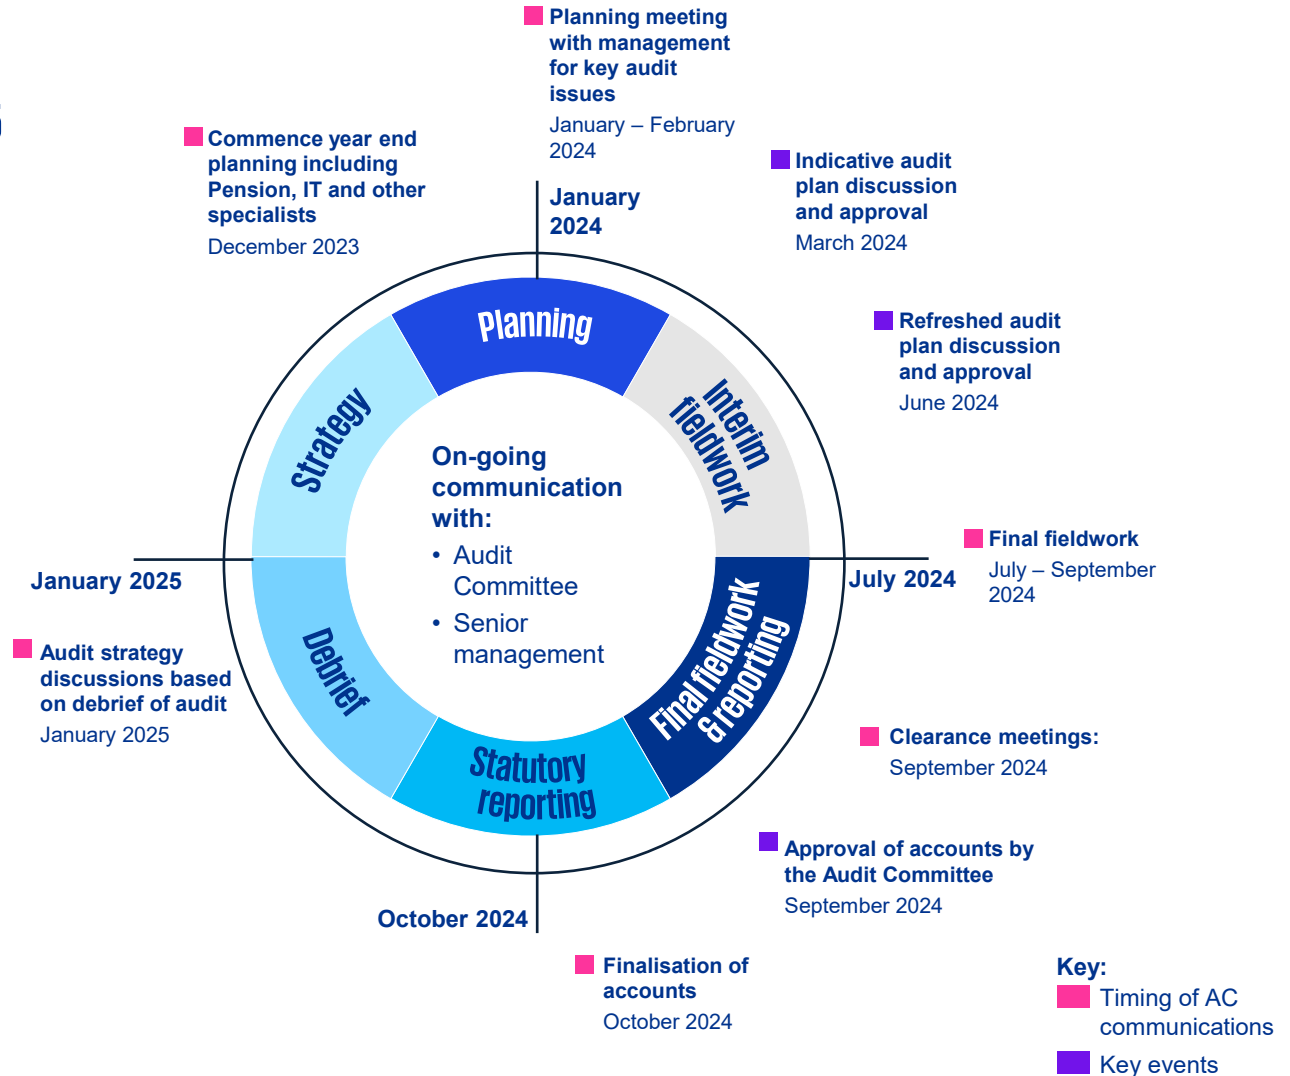 Planning meeting
with management
for key audit
issues
January – February
2024
Commence year end
planning including
Pension, IT and other
specialists
December 2023
Indicative audit
plan discussion
and approval
March 2024
January
2024
Refreshed audit
plan discussion
and approval
June 2024
Planning
Strategy
Interim
fieldwork
On-going
communication
with:
• Audit
Committee
• Senior
management
Final fieldwork
July – September
2024
July 2024
January 2025
Final fieldwork
& reporting
Debrief
Audit strategy
discussions based
on debrief of audit
January 2025
Statutory
reporting
Clearance meetings:
September 2024
Approval of accounts by
the Audit Committee
September 2024
October 2024
Finalisation of
accounts
October 2024
Key:
Timing of AC
communications
Key events